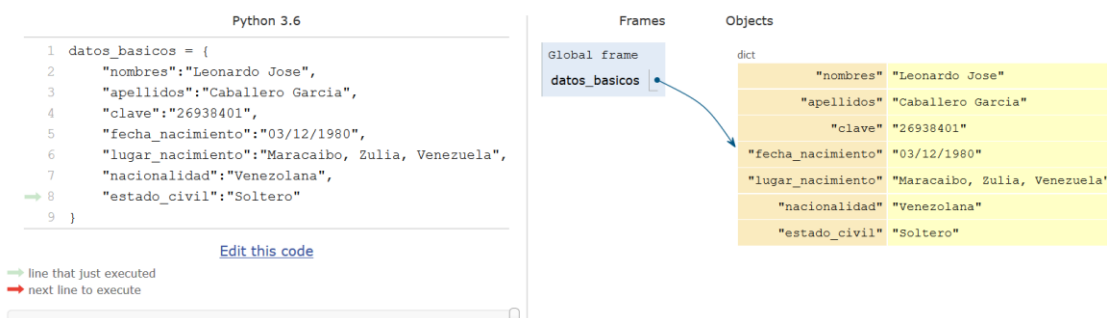 Python 3.6
1 datos_basicos = {
2 "nombres":"Leonardo Jose",
3 "apellidos":"Caballero Garcia",
4 "clave":"26938401",
5 "fecha_nacimiento":"03/12/1980",
6 "lugar_nacimiento":"Maracaibo, Zulia, Venezuela",
7 "nacionalidad":"Venezolana",
8 "estado_civil":"Soltero"
9 }
Edit this code
line that just executed
next line to execute
Frames Objects
Global frame
datos_basicos
dict
"nombres" "Leonardo Jose"
"apellidos" "Caballero Garcia"
"clave" "26938401"
"fecha_nacimiento" "03/12/1980"
"lugar_nacimiento" "Maracaibo, Zulia, Venezuela"
"nacionalidad" "Venezolana"
"estado_civil" "Soltero"